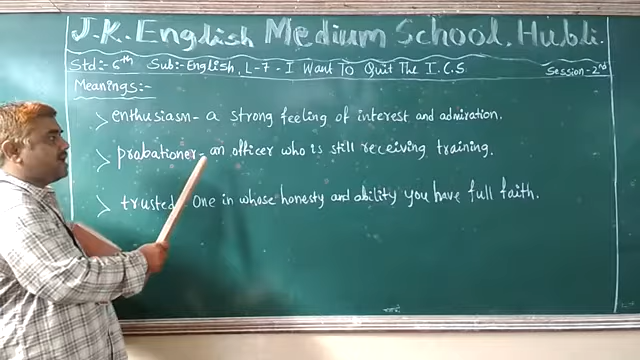 J.K. English Medium School, Hubli.
Std:- 6th Sub:- English, L-7-I Want To Quit The I.C.S Session-2nd
Meanings:-
> enthusiasm- a strong feeling of interest and admiration.
> probationer- an officer who is still receiving training.
> trusted- One in whose honesty and ability you have full faith.